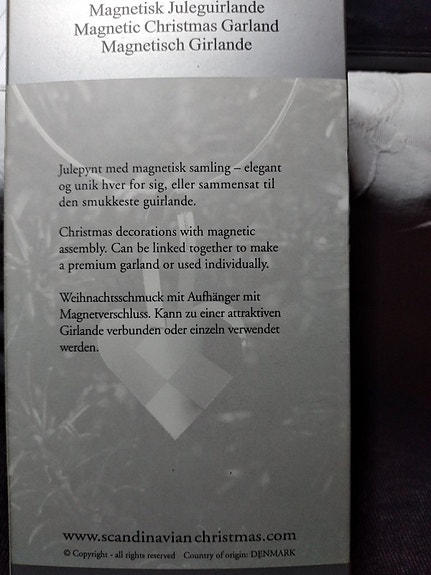 Magnetisk Juleguirlande
Magnetic Christmas Garland
Magnetisch Girlande
Julepynt med magnetisk samling – elegant
og unik hver for sig, eller sammensat til
den smukkeste guirlande.
Christmas decorations with magnetic
assembly. Can be linked together to make
a premium garland or used individually.
Weihnachtsschmuck mit Aufhänger mit
Magnetverschluss. Kann zu einer attraktiven
Girlande verbunden oder einzeln verwendet
werden.
www.scandinavianchristmas.com
© Copyright - all rights reserved Country of origin: DENMARK